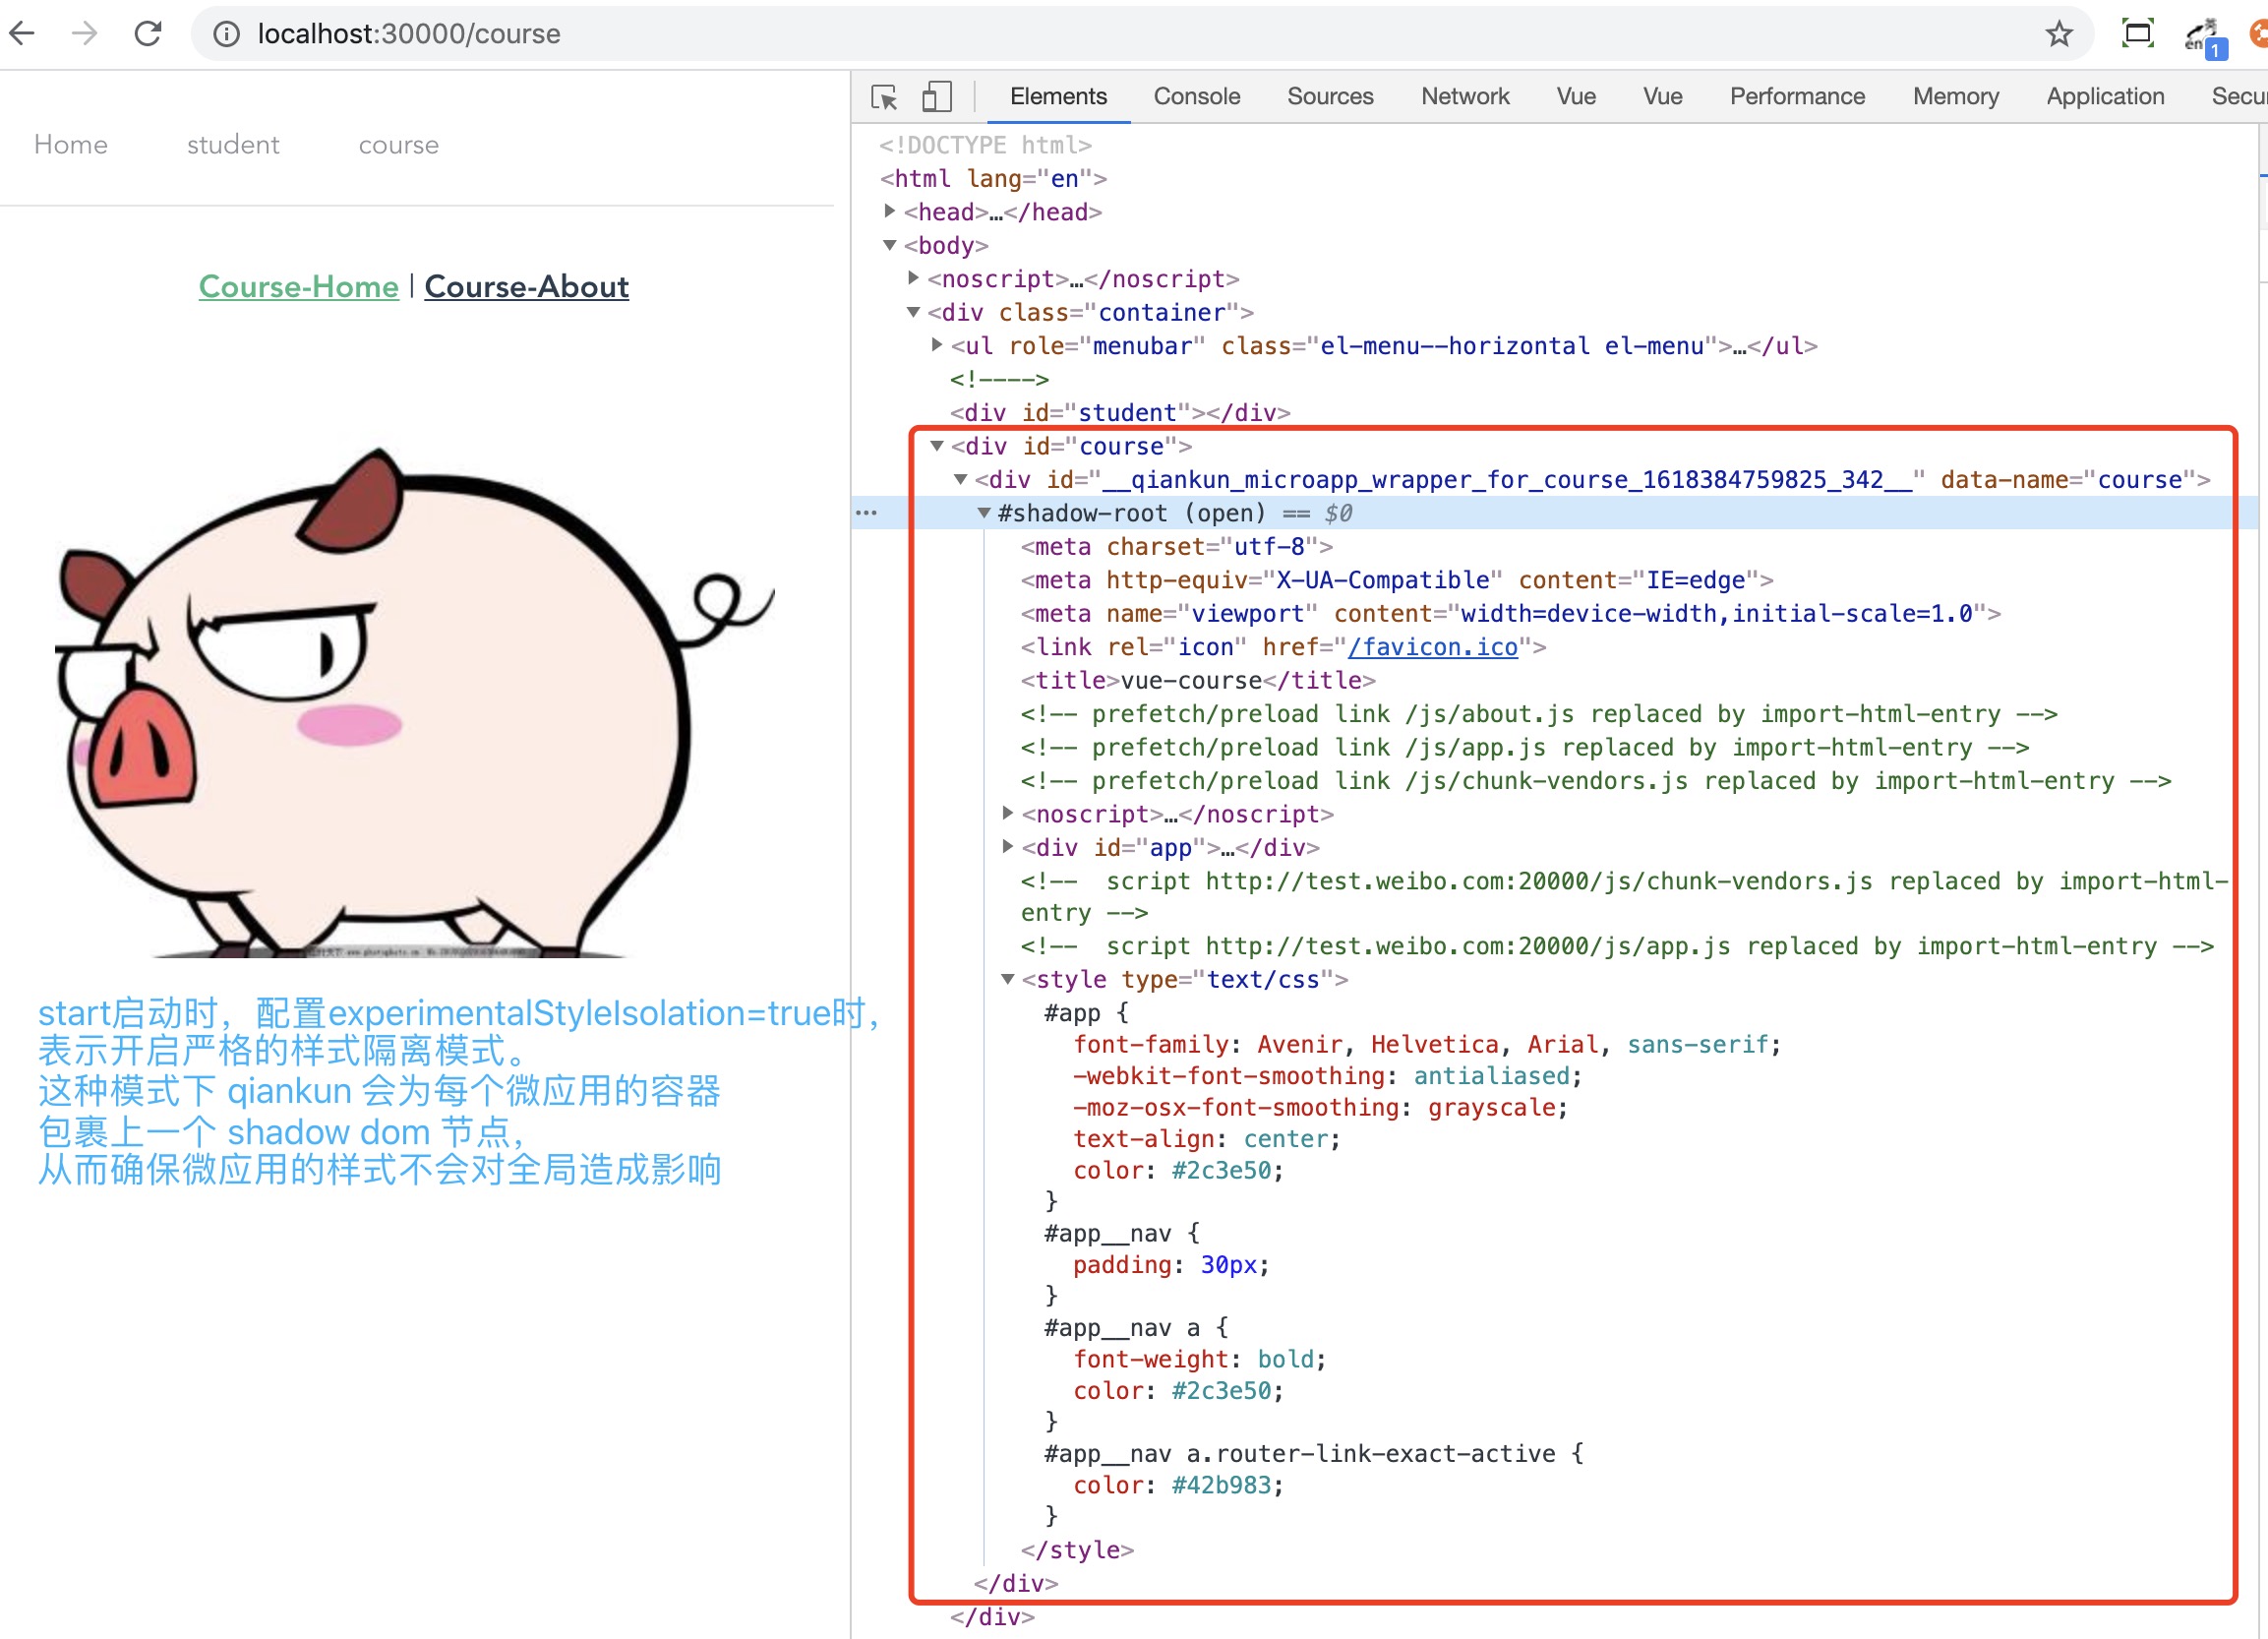 localhost:30000/course
en 英
1
Elements Console Sources Network Vue Vue Performance Memory Application Secu
Home student course
Course-Home | Course-About
start启动时，配置experimentalStyleIsolation=true时，
表示开启严格的样式隔离模式。
这种模式下 qiankun 会为每个微应用的容器
包裹上一个 shadow dom 节点，
从而确保微应用的样式不会对全局造成影响
<!DOCTYPE html>
<html lang="en">
<head>…</head>
<body>
<noscript>…</noscript>
<div class="container">
<ul role="menubar" class="el-menu--horizontal el-menu">…</ul>
<!---->
<div id="student"></div>
<div id="course">
<div id="__qiankun_microapp_wrapper_for_course_1618384759825_342__" data-name="course">
… #shadow-root (open) == $0
<meta charset="utf-8">
<meta http-equiv="X-UA-Compatible" content="IE=edge">
<meta name="viewport" content="width=device-width,initial-scale=1.0">
<link rel="icon" href="/favicon.ico">
<title>vue-course</title>
<!-- prefetch/preload link /js/about.js replaced by import-html-entry -->
<!-- prefetch/preload link /js/app.js replaced by import-html-entry -->
<!-- prefetch/preload link /js/chunk-vendors.js replaced by import-html-entry -->
<noscript>…</noscript>
<div id="app">…</div>
<!--  script http://test.weibo.com:20000/js/chunk-vendors.js replaced by import-html-
entry -->
<!--  script http://test.weibo.com:20000/js/app.js replaced by import-html-entry -->
<style type="text/css">
#app {
font-family: Avenir, Helvetica, Arial, sans-serif;
-webkit-font-smoothing: antialiased;
-moz-osx-font-smoothing: grayscale;
text-align: center;
color: #2c3e50;
}
#app__nav {
padding: 30px;
}
#app__nav a {
font-weight: bold;
color: #2c3e50;
}
#app__nav a.router-link-exact-active {
color: #42b983;
}
</style>
</div>
</div>